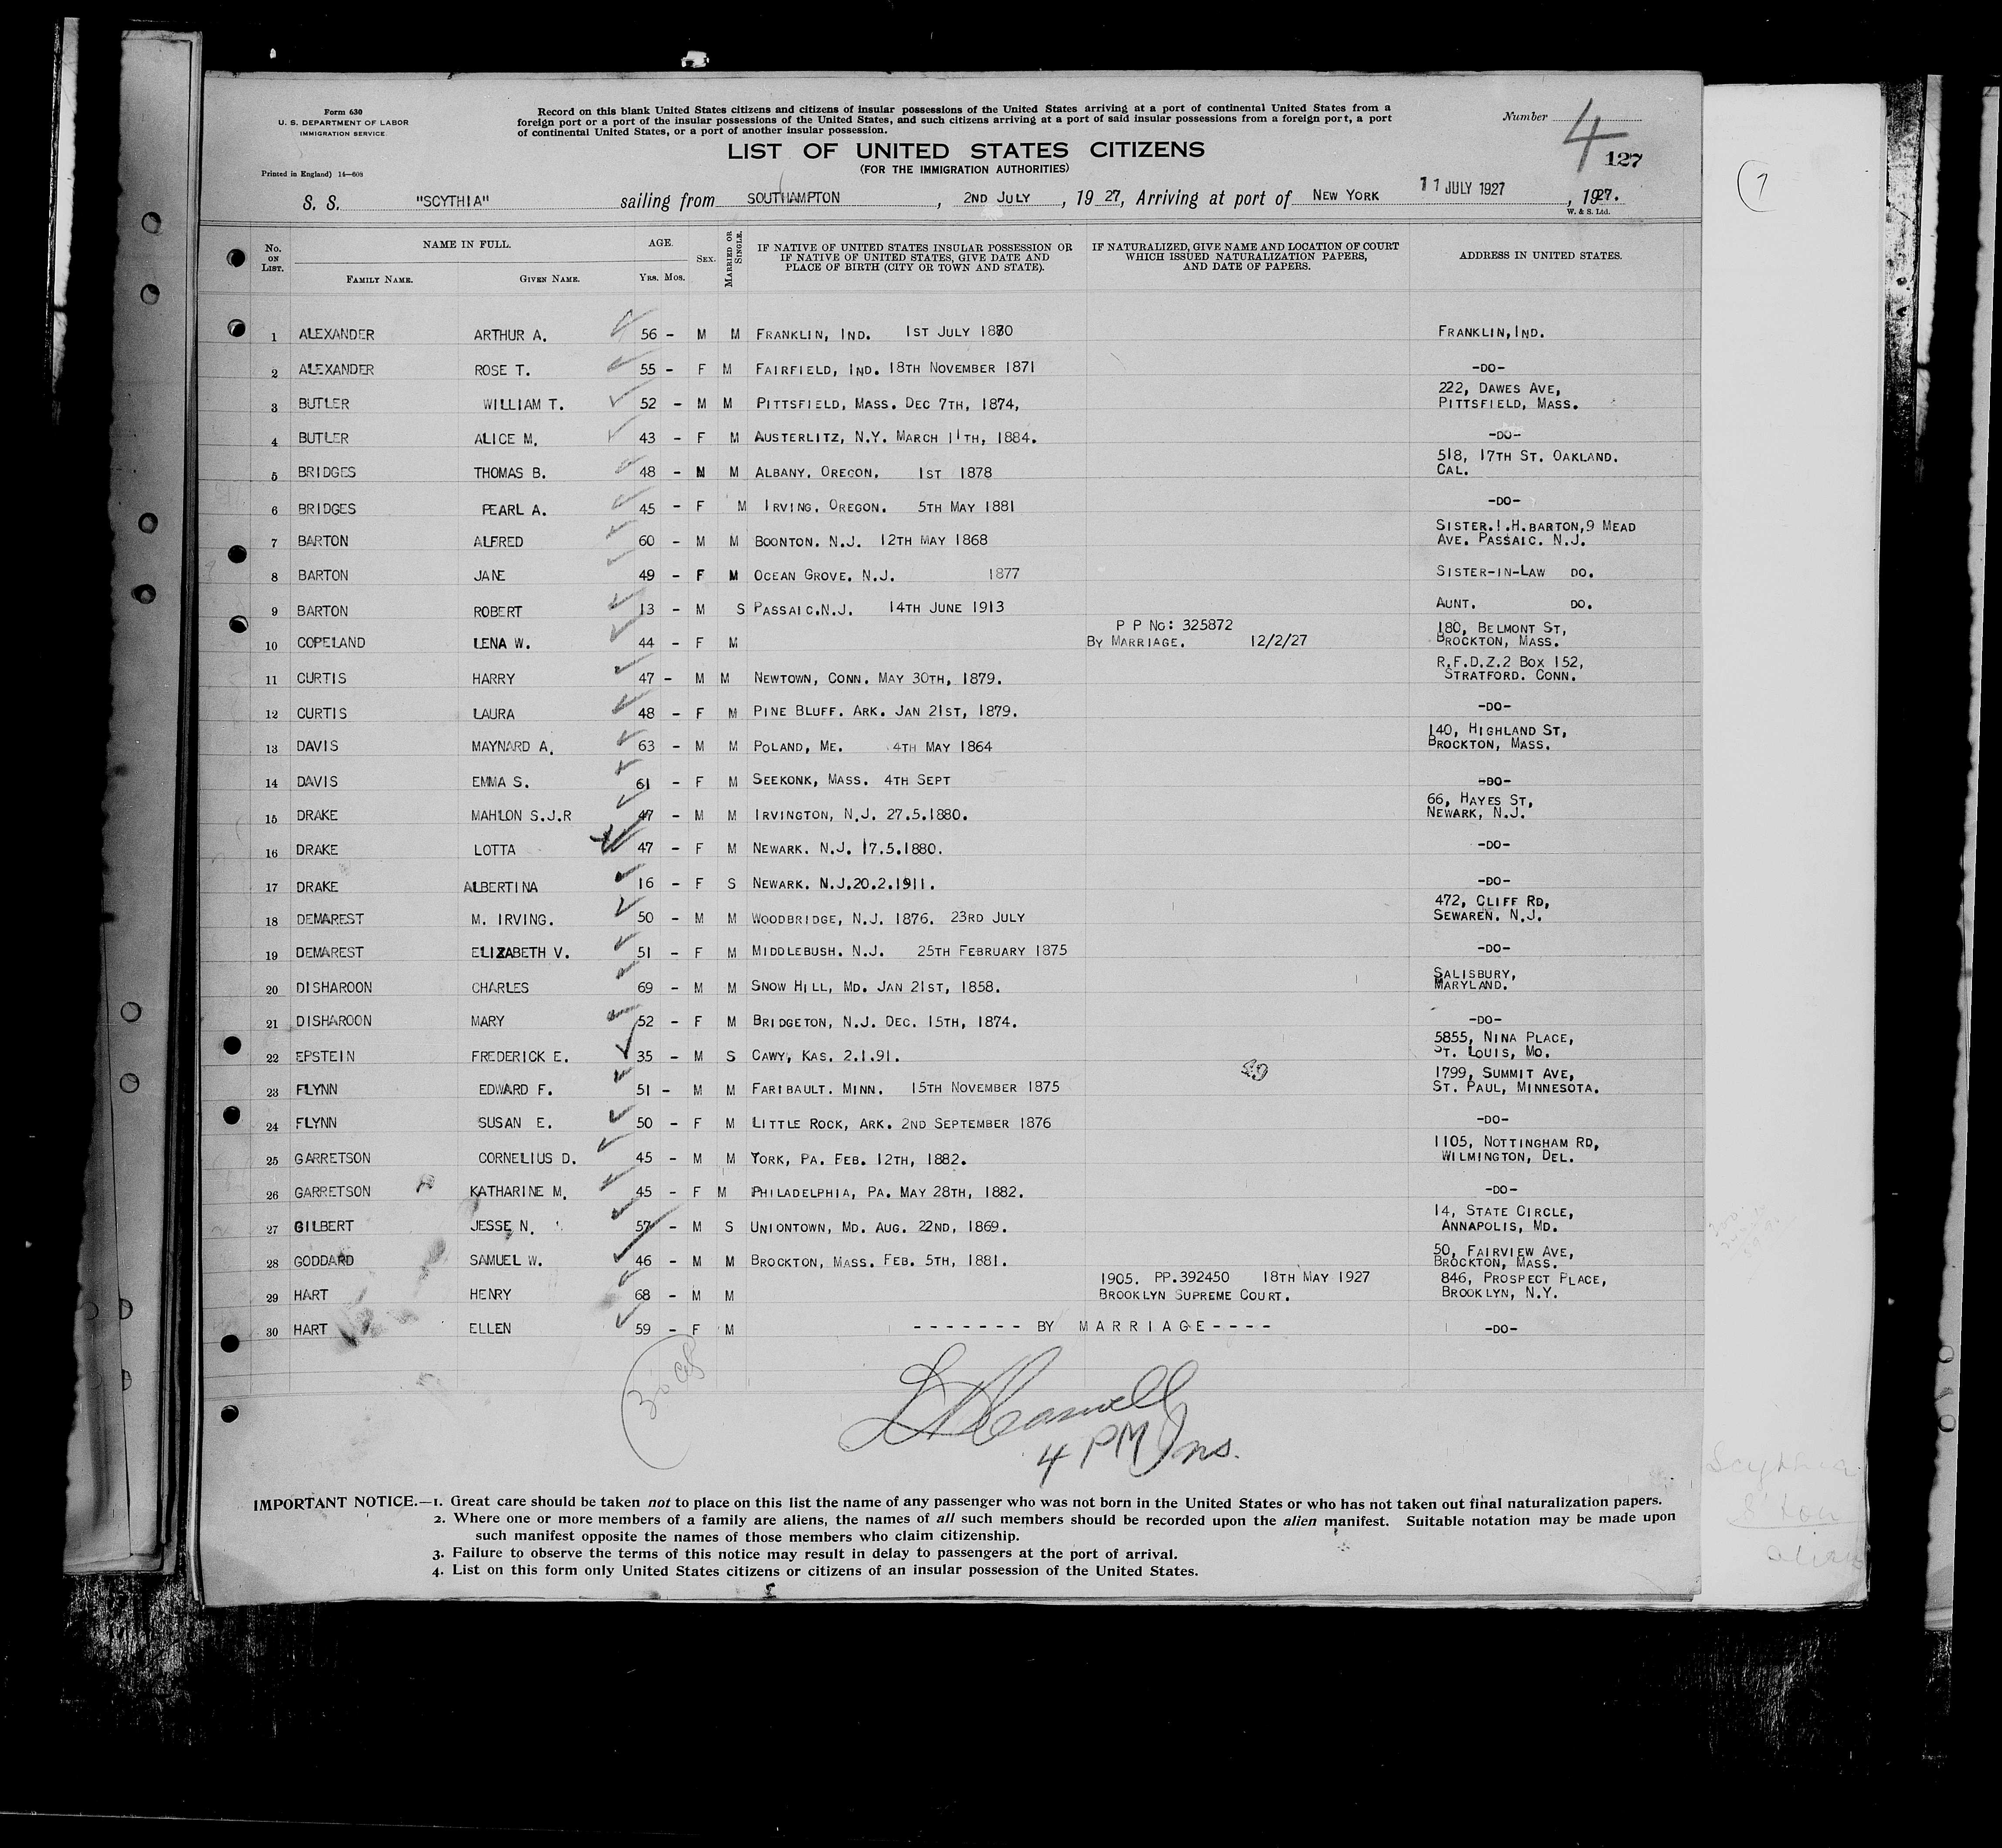 Form 630
U. S. DEPARTMENT OF LABOR
IMMIGRATION SERVICE.
Printed in England) 14—608
Record on this blank United States citizens and citizens of insular possessions of the United States arriving at a port of continental United States from a
foreign port or a port of the insular possessions of the United States, and such citizens arriving at a port of said insular possessions from a foreign port, a port
of continental United States, or a port of another insular possession.
Number 4
127
LIST OF UNITED STATES CITIZENS
(FOR THE IMMIGRATION AUTHORITIES)
S. S. "SCYTHIA" sailing from SOUTHAMPTON, 2ND JULY, 19 27, Arriving at port of NEW YORK 11 JULY 1927, 1927.
W. & S. Ltd.
No. ON LIST. NAME IN FULL. FAMILY NAME. GIVEN NAME. AGE. YRS. MOS. SEX. MARRIED OR SINGLE. IF NATIVE OF UNITED STATES INSULAR POSSESSION OR IF NATIVE OF UNITED STATES, GIVE DATE AND PLACE OF BIRTH (CITY OR TOWN AND STATE). IF NATURALIZED, GIVE NAME AND LOCATION OF COURT WHICH ISSUED NATURALIZATION PAPERS, AND DATE OF PAPERS. ADDRESS IN UNITED STATES.
1 ALEXANDER ARTHUR A. 56 - M M FRANKLIN, IND. 1ST JULY 1870 FRANKLIN, IND.
2 ALEXANDER ROSE T. 55 - F M FAIRFIELD, IND. 18TH NOVEMBER 1871 -DO-
222, DAWES AVE,
3 BUTLER WILLIAM T. 52 - M M PITTSFIELD, MASS. DEC 7TH, 1874, PITTSFIELD, MASS.
4 BUTLER ALICE M. 43 - F M AUSTERLITZ, N.Y. MARCH 11TH, 1884. -DO-
518, 17TH ST. OAKLAND.
5 BRIDGES THOMAS B. 48 - M M ALBANY. OREGON. 1ST 1878 CAL.
6 BRIDGES PEARL A. 45 - F M IRVING. OREGON. 5TH MAY 1881 -DO-
SISTER.I.H.BARTON,9 MEAD
7 BARTON ALFRED 60 - M M BOONTON. N.J. 12TH MAY 1868 AVE. PASSAIC. N.J.
8 BARTON JANE 49 - F M OCEAN GROVE. N.J. 1877 SISTER-IN-LAW DO.
9 BARTON ROBERT 13 - M S PASSAIC.N.J. 14TH JUNE 1913 AUNT. DO.
P P NO: 325872 180, BELMONT ST,
10 COPELAND LENA W. 44 - F M BY MARRIAGE. 12/2/27 BROCKTON, MASS.
R.F.D.Z.2 BOX 152,
11 CURTIS HARRY 47 - M M NEWTOWN, CONN. MAY 30TH, 1879. STRATFORD. CONN.
12 CURTIS LAURA 48 - F M PINE BLUFF. ARK. JAN 21ST, 1879. -DO-
140, HIGHLAND ST,
13 DAVIS MAYNARD A. 63 - M M POLAND, ME. 4TH MAY 1864 BROCKTON, MASS.
14 DAVIS EMMA S. 61 - F M SEEKONK, MASS. 4TH SEPT -DO-
66, HAYES ST,
15 DRAKE MAHLON S.J.R 47 - M M IRVINGTON, N.J. 27.5.1880. NEWARK, N.J.
16 DRAKE LOTTA 47 - F M NEWARK. N.J. 17.5.1880. -DO-
17 DRAKE ALBERTINA 16 - F S NEWARK. N.J.20.2.1911. -DO-
472, CLIFF RD,
18 DEMAREST M. IRVING. 50 - M M WOODBRIDGE, N.J. 1876. 23RD JULY SEWAREN. N.J.
19 DEMAREST ELIZABETH V. 51 - F M MIDDLEBUSH. N.J. 25TH FEBRUARY 1875 -DO-
SALISBURY,
20 DISHAROON CHARLES 69 - M M SNOW HILL, MD. JAN 21ST, 1858. MARYLAND.
21 DISHAROON MARY 52 - F M BRIDGETON, N.J. DEC. 15TH, 1874. -DO-
5855, NINA PLACE,
22 EPSTEIN FREDERICK E. 35 - M S CAWY, KAS. 2.1.91. ST. LOUIS, MO.
1799, SUMMIT AVE,
23 FLYNN EDWARD F. 51 - M M FARIBAULT. MINN. 15TH NOVEMBER 1875 ST. PAUL, MINNESOTA.
24 FLYNN SUSAN E. 50 - F M LITTLE ROCK, ARK. 2ND SEPTEMBER 1876 -DO-
1105, NOTTINGHAM RD,
25 GARRETSON CORNELIUS D. 45 - M M YORK, PA. FEB. 12TH, 1882. WILMINGTON, DEL.
26 GARRETSON KATHARINE M. 45 - F M PHILADELPHIA, PA. MAY 28TH, 1882. -DO-
14, STATE CIRCLE,
27 GILBERT JESSE N. 57 - M S UNIONTOWN, MD. AUG. 22ND, 1869. ANNAPOLIS, MD.
50, FAIRVIEW AVE,
28 GODDARD SAMUEL W. 46 - M M BROCKTON, MASS. FEB. 5TH, 1881. BROCKTON, MASS.
1905. PP.392450 18TH MAY 1927 846, PROSPECT PLACE,
29 HART HENRY 68 - M M BROOKLYN SUPREME COURT. BROOKLYN, N.Y.
30 HART ELLEN 59 - F M - - - - - - - BY MARRIAGE - - - - -DO-
4 PM Ins.
IMPORTANT NOTICE.—1. Great care should be taken not to place on this list the name of any passenger who was not born in the United States or who has not taken out final naturalization papers.
2. Where one or more members of a family are aliens, the names of all such members should be recorded upon the alien manifest. Suitable notation may be made upon
such manifest opposite the names of those members who claim citizenship.
3. Failure to observe the terms of this notice may result in delay to passengers at the port of arrival.
4. List on this form only United States citizens or citizens of an insular possession of the United States.
Scythia
S'ton
alien